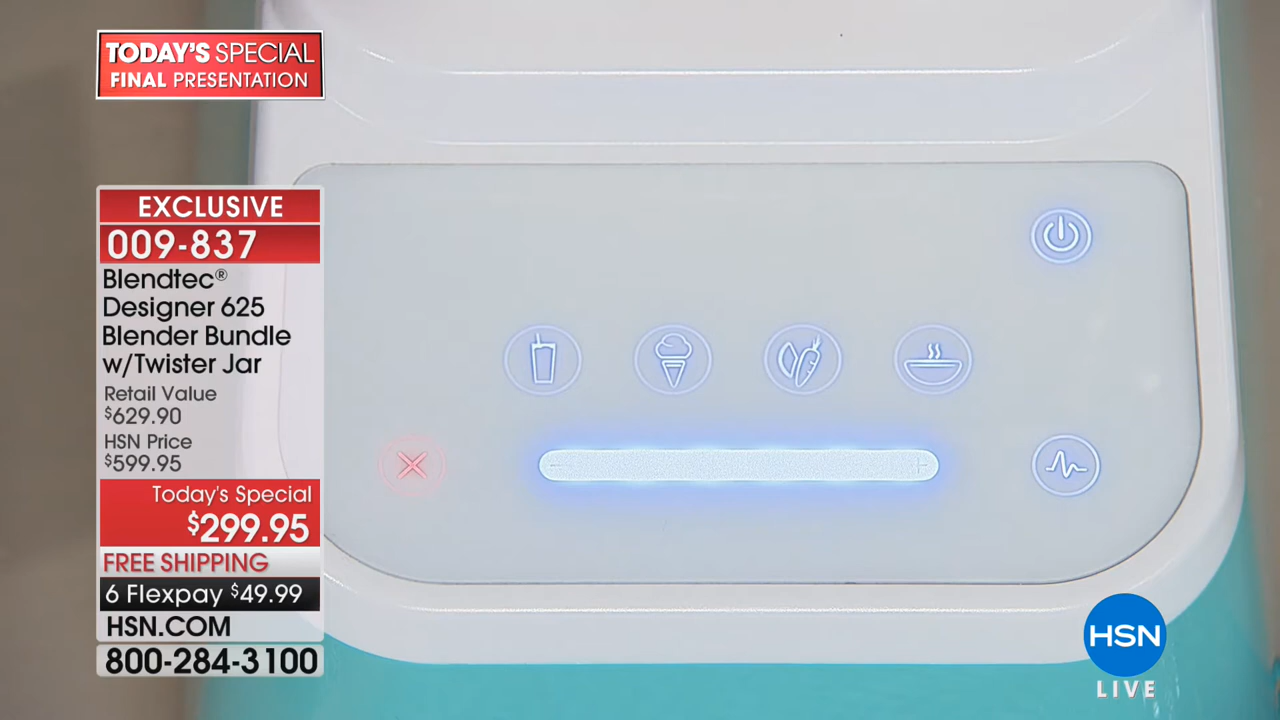 TODAY'S SPECIAL
FINAL PRESENTATION
EXCLUSIVE
009-837
Blendtec®
Designer 625
Blender Bundle
w/Twister Jar
Retail Value
$629.90
HSN Price
$599.95
Today's Special
$299.95
FREE SHIPPING
6 Flexpay $49.99
HSN.COM
800-284-3100
HSN
LIVE